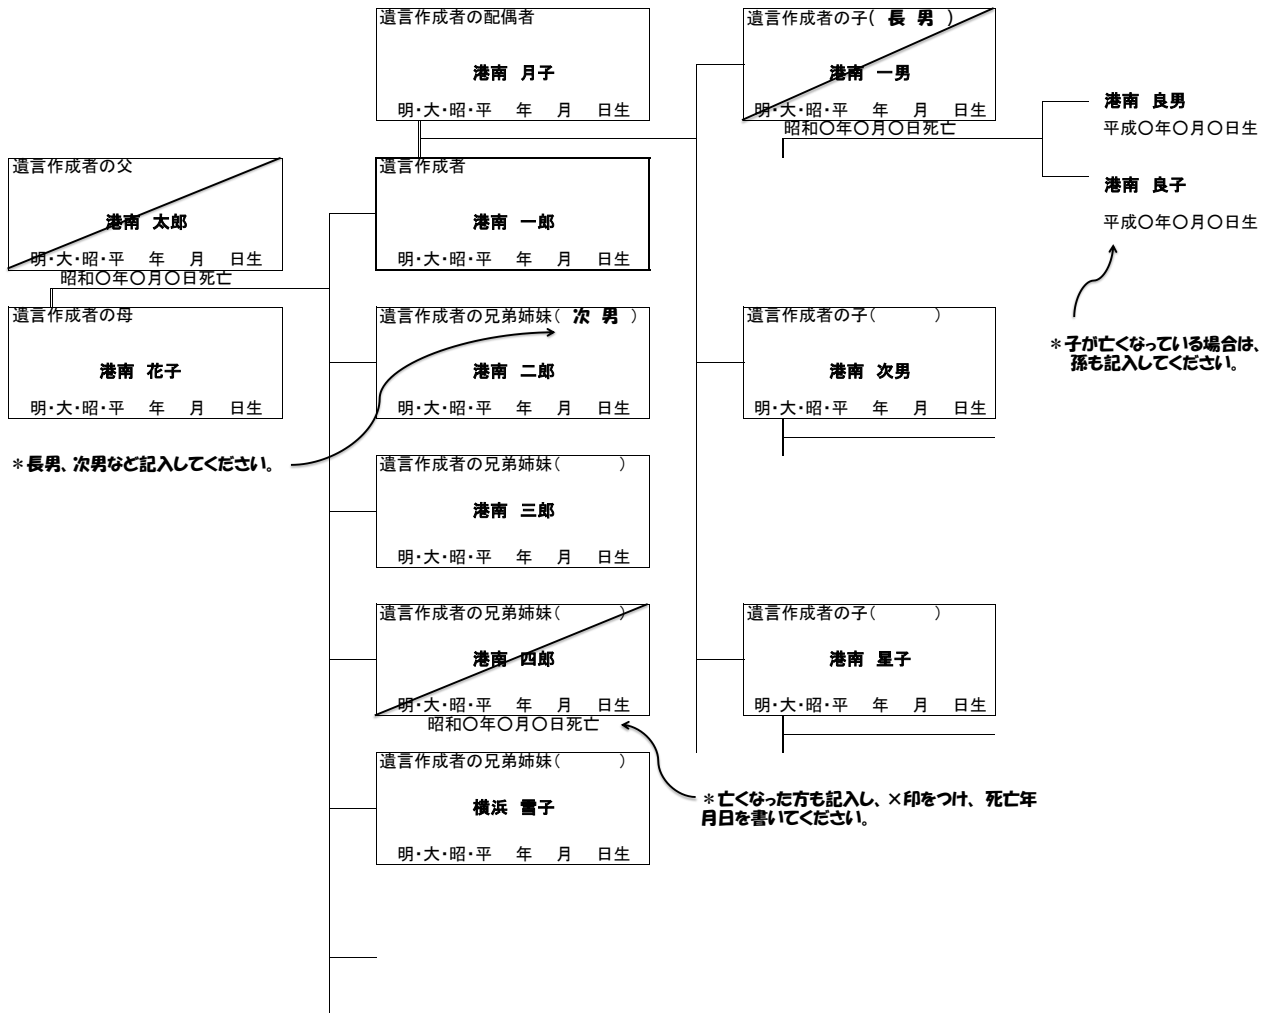 遺言作成者の配偶者
港南 月子
明・大・昭・平 年 月 日生
遺言作成者の子( 長 男 )
港南 一男
明・大・昭・平 年 月 日生
昭和〇年〇月〇日死亡
港南 良男
平成〇年〇月〇日生
港南 良子
平成〇年〇月〇日生
＊子が亡くなっている場合は、
孫も記入してください。
遺言作成者の父
港南 太郎
明・大・昭・平 年 月 日生
昭和〇年〇月〇日死亡
遺言作成者
港南 一郎
明・大・昭・平 年 月 日生
遺言作成者の母
港南 花子
明・大・昭・平 年 月 日生
＊長男、次男など記入してください。
遺言作成者の兄弟姉妹( 次 男 )
港南 二郎
明・大・昭・平 年 月 日生
遺言作成者の子( )
港南 次男
明・大・昭・平 年 月 日生
遺言作成者の兄弟姉妹( )
港南 三郎
明・大・昭・平 年 月 日生
遺言作成者の兄弟姉妹( )
港南 四郎
明・大・昭・平 年 月 日生
昭和〇年〇月〇日死亡
遺言作成者の子( )
港南 星子
明・大・昭・平 年 月 日生
＊亡くなった方も記入し、×印をつけ、死亡年
月日を書いてください。
遺言作成者の兄弟姉妹( )
横浜 雪子
明・大・昭・平 年 月 日生